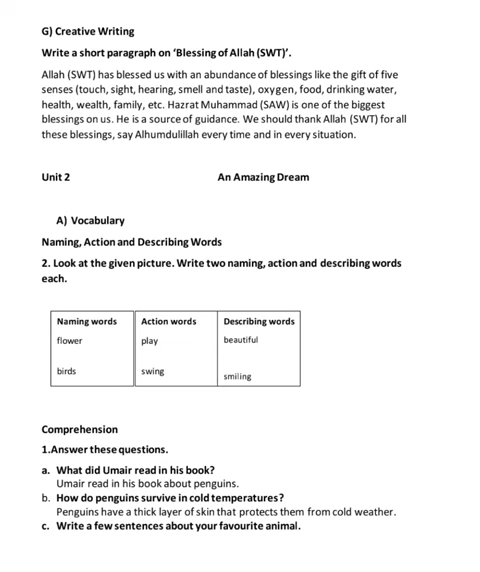 G) Creative Writing
Write a short paragraph on ‘Blessing of Allah (SWT)’.
Allah (SWT) has blessed us with an abundance of blessings like the gift of five
senses (touch, sight, hearing, smell and taste), oxygen, food, drinking water,
health, wealth, family, etc. Hazrat Muhammad (SAW) is one of the biggest
blessings on us. He is a source of guidance. We should thank Allah (SWT) for all
these blessings, say Alhumdulillah every time and in every situation.
Unit 2 An Amazing Dream
A) Vocabulary
Naming, Action and Describing Words
2. Look at the given picture. Write two naming, action and describing words
each.
Naming words Action words Describing words
flower play beautiful
birds swing smiling
Comprehension
1.Answer these questions.
a. What did Umair read in his book?
Umair read in his book about penguins.
b. How do penguins survive in cold temperatures?
Penguins have a thick layer of skin that protects them from cold weather.
c. Write a few sentences about your favourite animal.